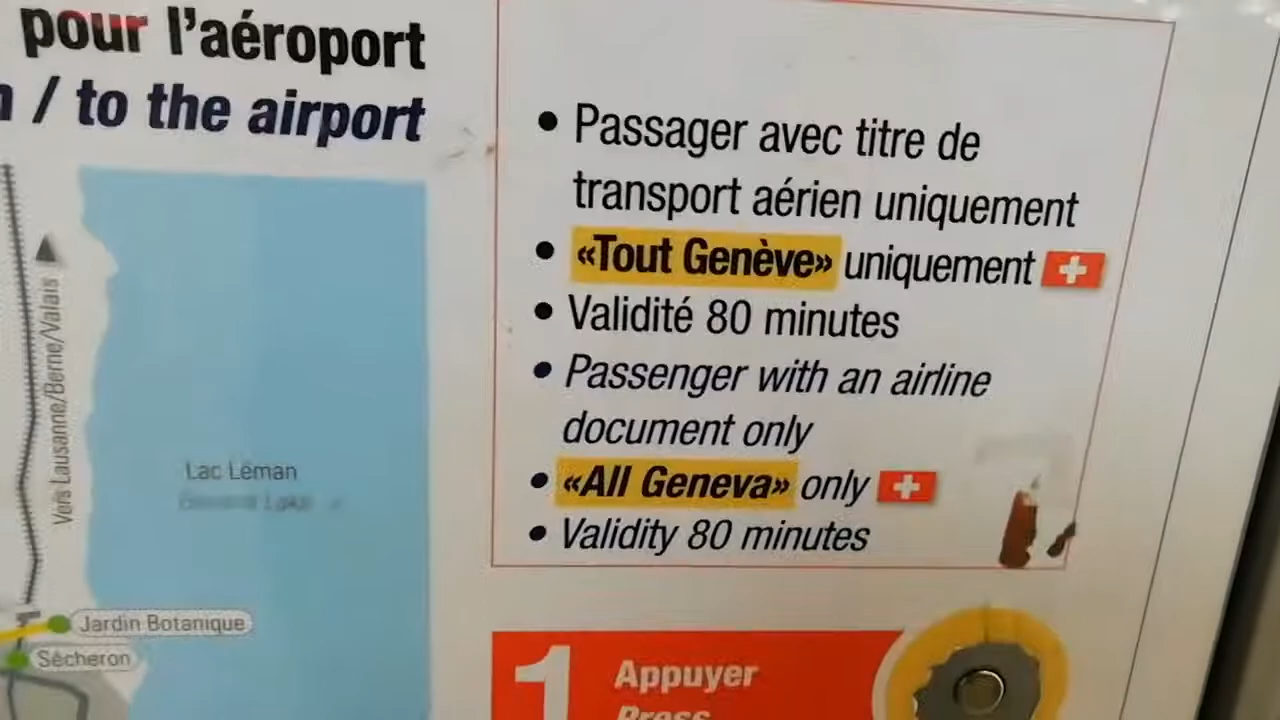 pour l'aéroport
/ to the airport
• Passager avec titre de
transport aérien uniquement
• «Tout Genève» uniquement
• Validité 80 minutes
• Passenger with an airline
document only
• «All Geneva» only
• Validity 80 minutes
Vers Lausanne/Berne/Valais
Lac Léman
Jardin Botanique
Sécheron
1
Appuyer
Press